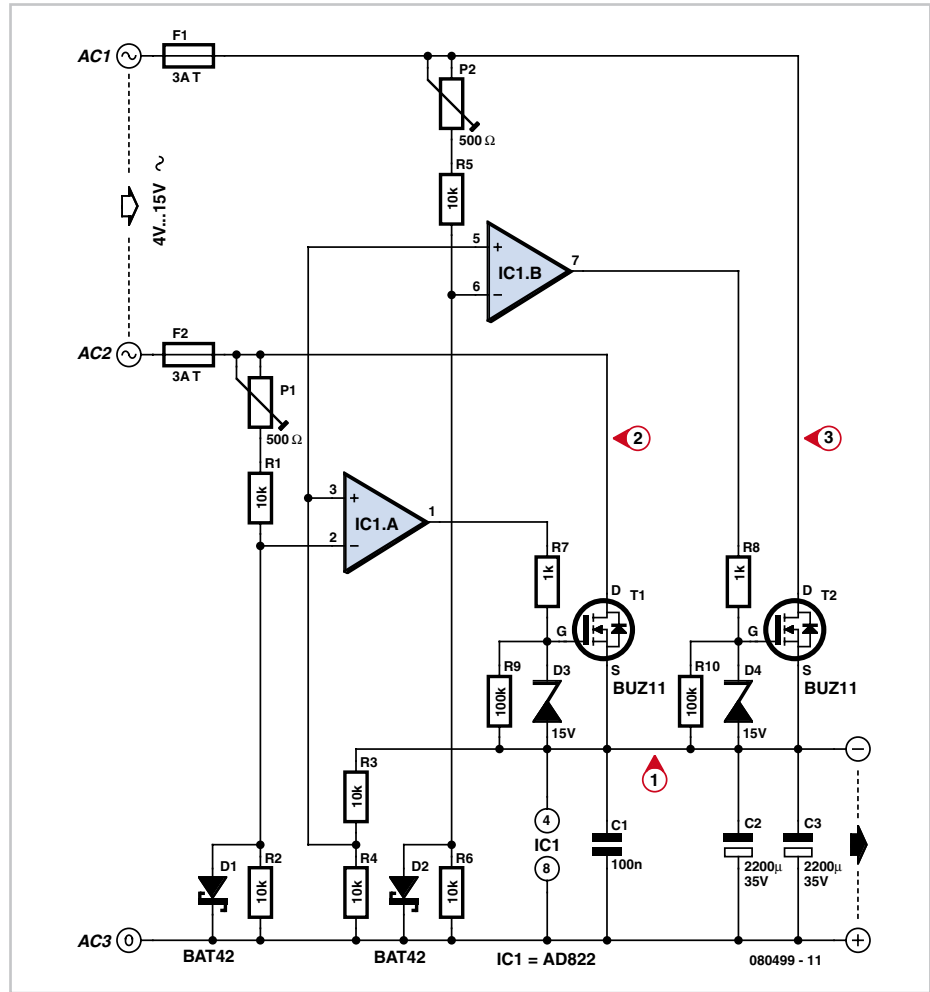 AC1
F1
3A T
P2
500 Ω
R5
10k
4V...15V ~
5
+
IC1.B
7
6
–
AC2
F2
3A T
P1
500 Ω
R1
10k
2
3
3
+
IC1.A
1
2
–
R7
1k
R8
1k
D
T1
G
S
BUZ11
D
T2
G
S
BUZ11
R9
100k
D3
15V
R10
100k
D4
15V
–
1
R3
10k
4
IC1
8
C1
100n
C2
2200µ
35V
C3
2200µ
35V
D1
R2
10k
R4
10k
D2
R6
10k
AC3
0
+
BAT42
BAT42
IC1 = AD822
080499 - 11